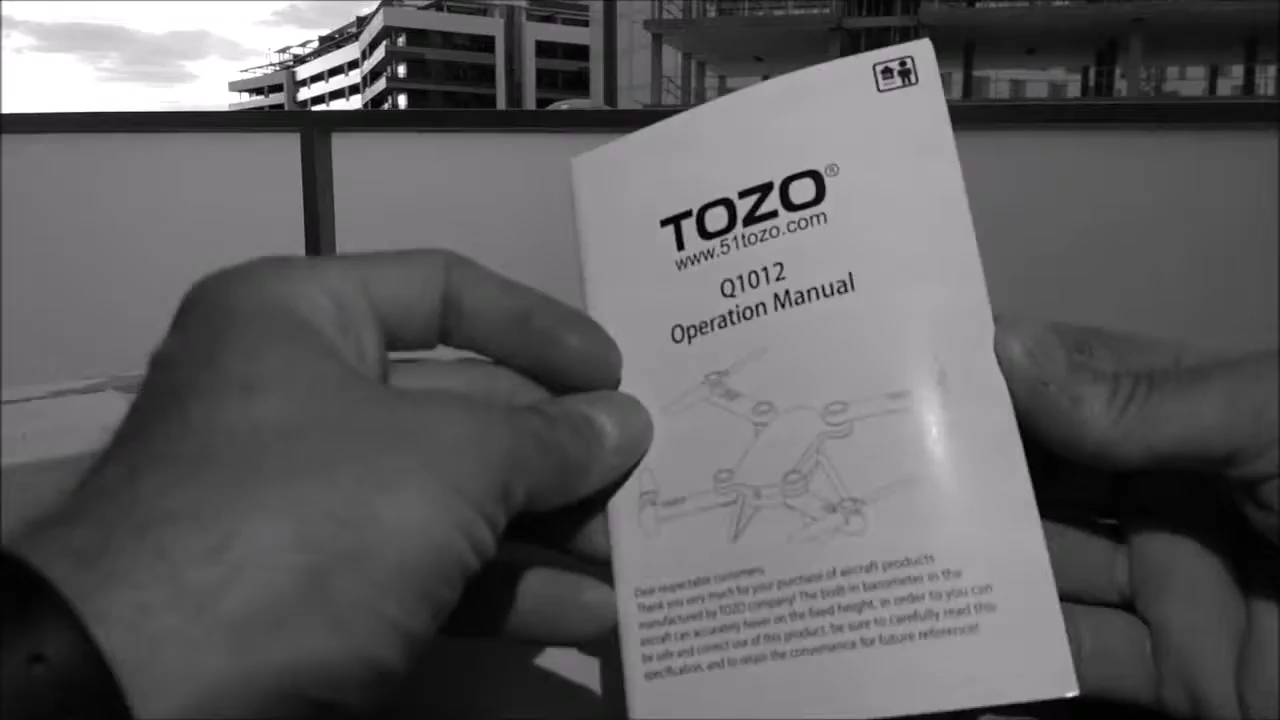 TOZO®
www.51tozo.com
Q1012
Operation Manual
Dear respectable customers,
Thank you very much for your purchase of aircraft products
manufactured by TOZO company! The built-in barometer in the
aircraft can accurately hover on the fixed height, in order to you can
be safe and correct use of this product, be sure to carefully read this
specification, and to retain the convenience for future reference!